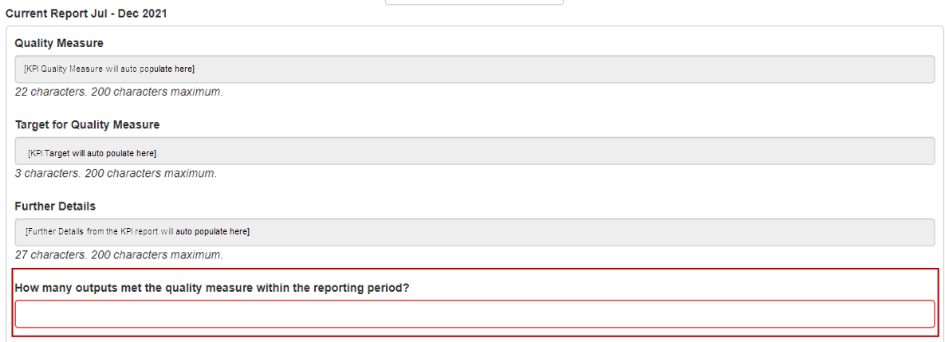 Current Report Jul - Dec 2021
Quality Measure
[KPI Quality Measure will auto populate here]
22 characters. 200 characters maximum.
Target for Quality Measure
[KPI Target will auto poulate here]
3 characters. 200 characters maximum.
Further Details
[Further Details from the KPI report will auto populate here]
27 characters. 200 characters maximum.
How many outputs met the quality measure within the reporting period?